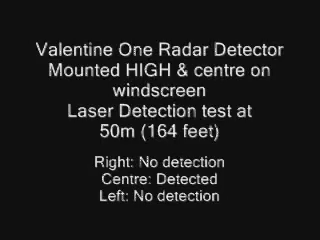 Valentine One Radar Detector
Mounted HIGH & centre on
windscreen
Laser Detection test at
50m (164 feet)
Right: No detection
Centre: Detected
Left: No detection